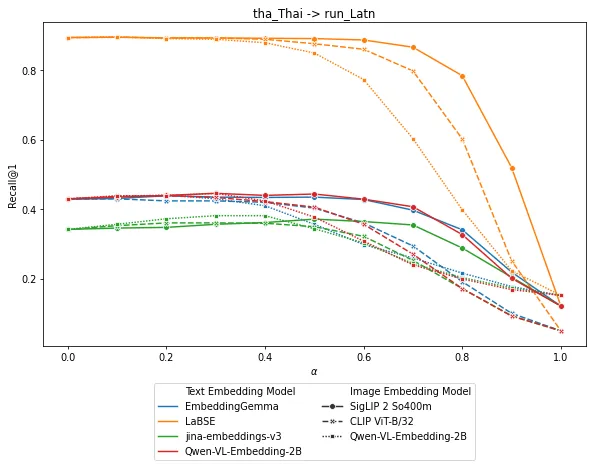 tha_Thai -> run_Latn
Recall@1
0.8
0.6
0.4
0.2
0.0 0.2 0.4 0.6 0.8 1.0
α
Text Embedding Model
EmbeddingGemma
LaBSE
jina-embeddings-v3
Qwen-VL-Embedding-2B
Image Embedding Model
SigLIP 2 So400m
CLIP ViT-B/32
Qwen-VL-Embedding-2B